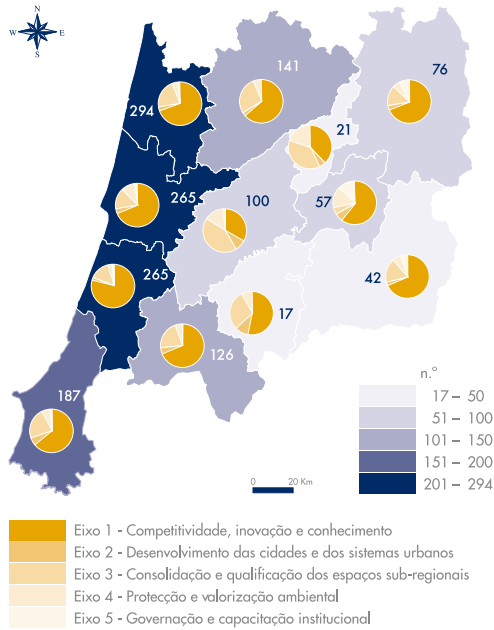 N
W E
S
141
76
294
21
265
100
57
265
42
17
126
187
n.º
17 – 50
51 – 100
101 – 150
151 – 200
201 – 294
0 20 Km
Eixo 1 - Competitividade, inovação e conhecimento
Eixo 2 - Desenvolvimento das cidades e dos sistemas urbanos
Eixo 3 - Consolidação e qualificação dos espaços sub-regionais
Eixo 4 - Protecção e valorização ambiental
Eixo 5 - Governação e capacitação institucional